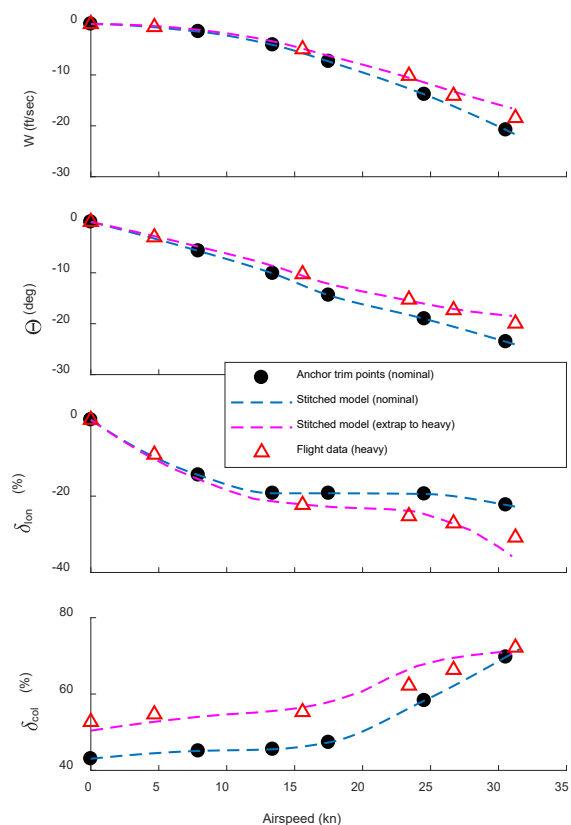 0
-10
-20
-30
W (ft/sec)
0
-10
-20
-30
Θ (deg)
Anchor trim points (nominal)
Stitched model (nominal)
Stitched model (extrap to heavy)
Flight data (heavy)
0
-20
-40
δlon (%)
80
60
40
δcol (%)
0 5 10 15 20 25 30 35
Airspeed (kn)